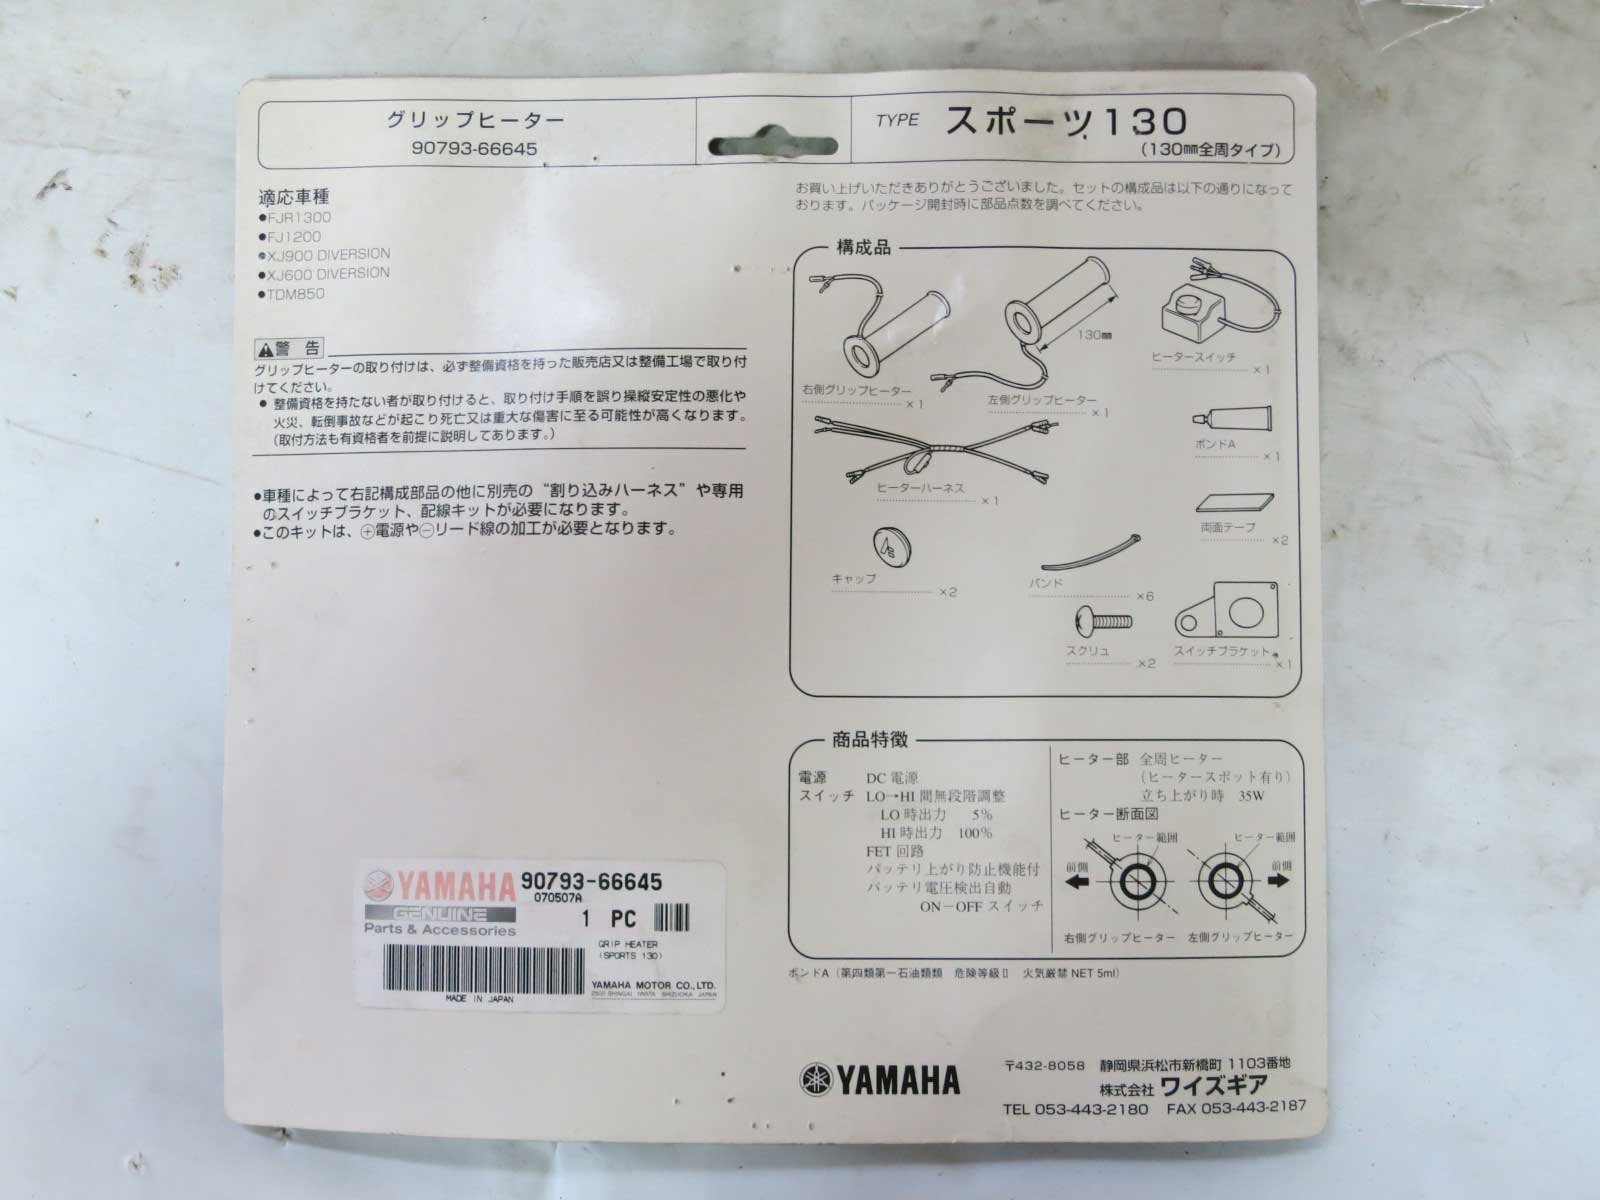 グリップヒーター
90793-66645
TYPE スポーツ130
(130㎜全周タイプ)
適応車種
●FJR1300
●FJ1200
●XJ900 DIVERSION
●XJ600 DIVERSION
●TDM850
⚠警 告
グリップヒーターの取り付けは、必ず整備資格を持った販売店又は整備工場で取り付
けてください。
● 整備資格を持たない者が取り付けると、取り付け手順を誤り操縦安定性の悪化や
火災、転倒事故などが起こり死亡又は重大な傷害に至る可能性が高くなります。
(取付方法も有資格者を前提に説明してあります。)
●車種によって右記構成部品の他に別売の“割り込みハーネス”や専用
のスイッチブラケット、配線キットが必要になります。
●このキットは、⊕電源や⊖リード線の加工が必要となります。
お買い上げいただきありがとうございました。セットの構成品は以下の通りになって
おります。パッケージ開封時に部品点数を調べてください。
構成品
130㎜
右側グリップヒーター
×1
左側グリップヒーター
×1
ヒータースイッチ
×1
ボンドA
×1
ヒーターハーネス
×1
両面テープ
×2
キャップ
×2
バンド
×6
スクリュ
×2
スイッチブラケット
×1
商品特徴
電源 DC 電源
スイッチ LO→HI 間無段階調整
LO 時出力 5%
HI 時出力 100%
FET 回路
バッテリ上がり防止機能付
バッテリ電圧検出自動
ON-OFF スイッチ
ヒーター部 全周ヒーター
(ヒータースポット有り)
立ち上がり時 35W
ヒーター断面図
ヒーター範囲 ヒーター範囲
前側 前側
右側グリップヒーター 左側グリップヒーター
ボンドA (第四類第一石油類類 危険等級Ⅱ 火気厳禁 NET 5ml)
YAMAHA
GENUINE
Parts & Accessories
90793-66645
070507A
1 PC
GRIP HEATER
(SPORTS 130)
MADE IN JAPAN
YAMAHA MOTOR CO.,LTD.
2500 SHINGAI IWATA SHIZUOKA JAPAN
YAMAHA
〒432-8058 静岡県浜松市新橋町 1103番地
株式会社 ワイズギア
TEL 053-443-2180 FAX 053-443-2187